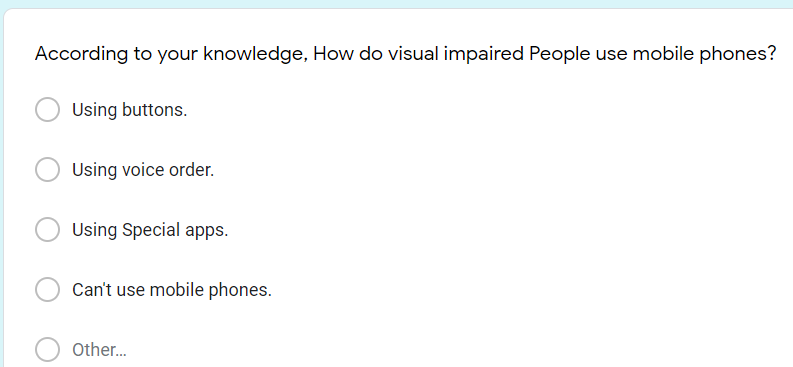 According to your knowledge, How do visual impaired People use mobile phones?
Using buttons.
Using voice order.
Using Special apps.
Can't use mobile phones.
Other...